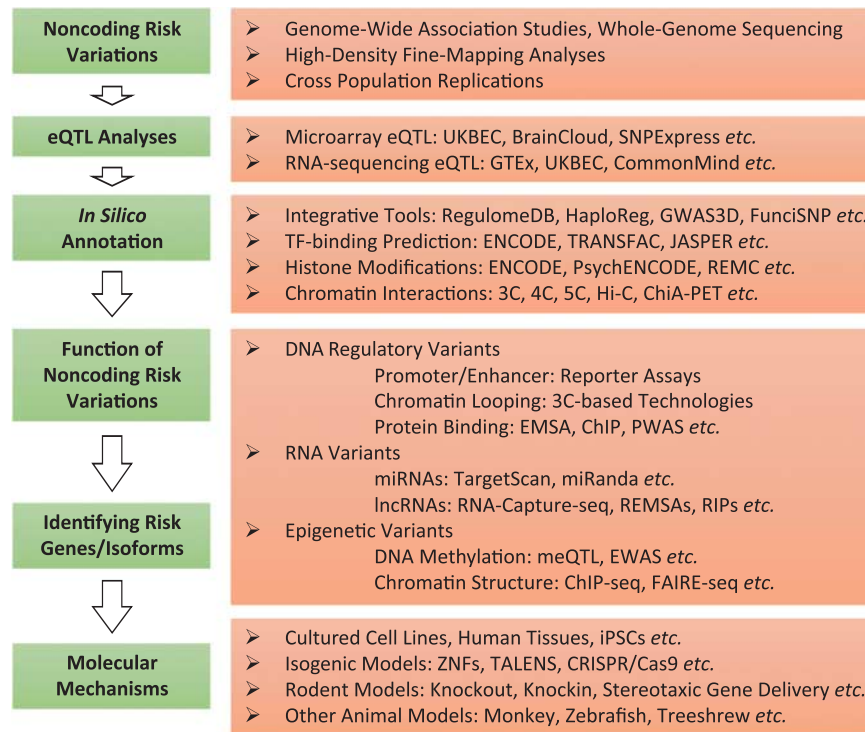 Noncoding Risk
Variations
➢ Genome-Wide Association Studies, Whole-Genome Sequencing
➢ High-Density Fine-Mapping Analyses
➢ Cross Population Replications
eQTL Analyses
➢ Microarray eQTL: UKBEC, BrainCloud, SNPExpress etc.
➢ RNA-sequencing eQTL: GTEx, UKBEC, CommonMind etc.
In Silico
Annotation
➢ Integrative Tools: RegulomeDB, HaploReg, GWAS3D, FunciSNP etc.
➢ TF-binding Prediction: ENCODE, TRANSFAC, JASPER etc.
➢ Histone Modifications: ENCODE, PsychENCODE, REMC etc.
➢ Chromatin Interactions: 3C, 4C, 5C, Hi-C, ChiA-PET etc.
Function of
Noncoding Risk
Variations
Identifying Risk
Genes/Isoforms
➢ DNA Regulatory Variants
Promoter/Enhancer: Reporter Assays
Chromatin Looping: 3C-based Technologies
Protein Binding: EMSA, ChIP, PWAS etc.
➢ RNA Variants
miRNAs: TargetScan, miRanda etc.
lncRNAs: RNA-Capture-seq, REMSAs, RIPs etc.
➢ Epigenetic Variants
DNA Methylation: meQTL, EWAS etc.
Chromatin Structure: ChIP-seq, FAIRE-seq etc.
Molecular
Mechanisms
➢ Cultured Cell Lines, Human Tissues, iPSCs etc.
➢ Isogenic Models: ZNFs, TALENS, CRISPR/Cas9 etc.
➢ Rodent Models: Knockout, Knockin, Stereotaxic Gene Delivery etc.
➢ Other Animal Models: Monkey, Zebrafish, Treeshrew etc.